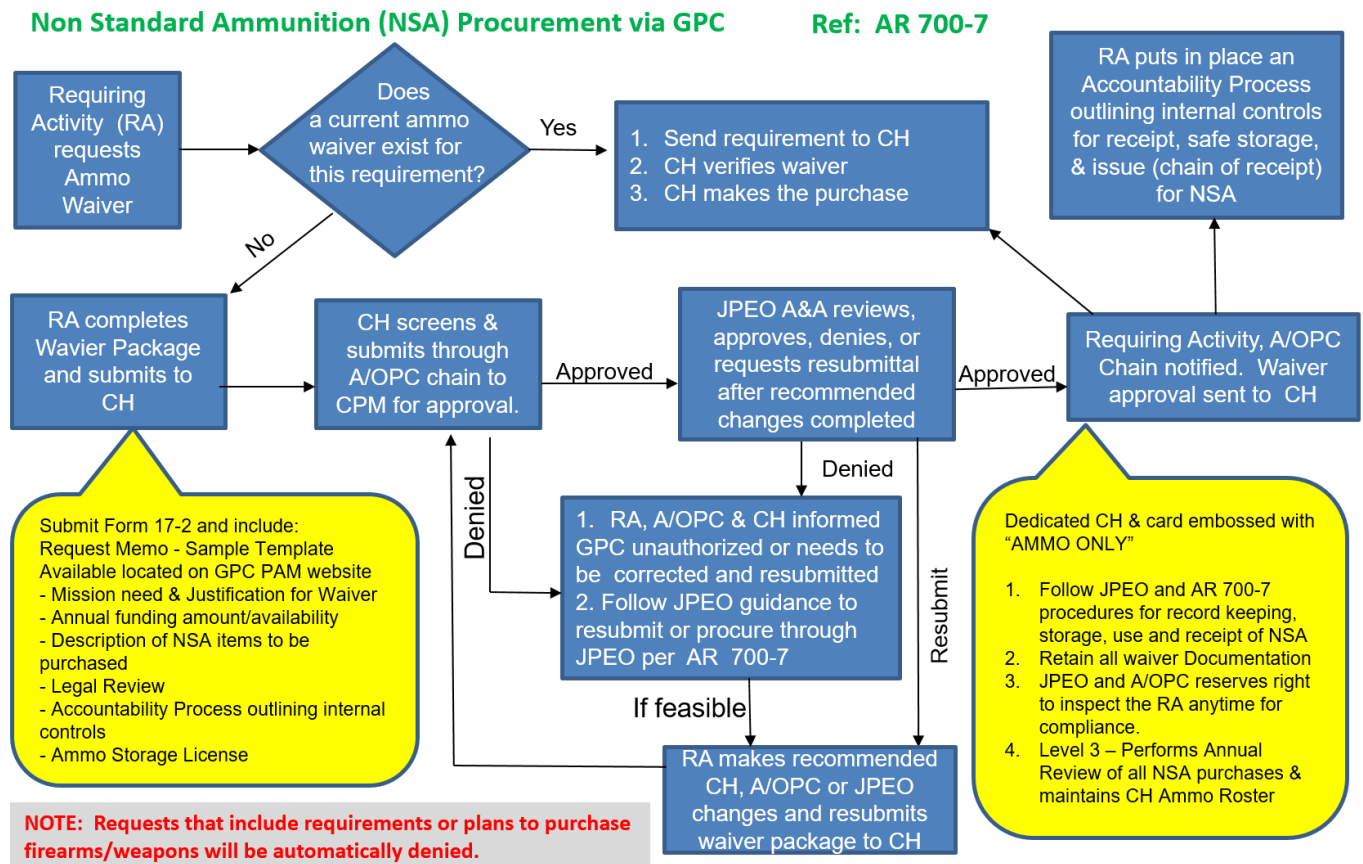 Non Standard Ammunition (NSA) Procurement via GPC
Ref: AR 700-7
Requiring
Activity (RA)
requests
Ammo
Waiver
Does
a current ammo
waiver exist for
this requirement?
Yes
No
1. Send requirement to CH
2. CH verifies waiver
3. CH makes the purchase
RA puts in place an
Accountability Process
outlining internal controls
for receipt, safe storage,
& issue (chain of receipt)
for NSA
RA completes
Wavier Package
and submits to
CH
CH screens &
submits through
A/OPC chain to
CPM for approval.
Approved
JPEO A&A reviews,
approves, denies, or
requests resubmittal
after recommended
changes completed
Approved
Requiring Activity, A/OPC
Chain notified. Waiver
approval sent to CH
Denied
Denied
Resubmit
1. RA, A/OPC & CH informed
GPC unauthorized or needs to
be corrected and resubmitted
2. Follow JPEO guidance to
resubmit or procure through
JPEO per AR 700-7
If feasible
RA makes recommended
CH, A/OPC or JPEO
changes and resubmits
waiver package to CH
Submit Form 17-2 and include:
Request Memo - Sample Template
Available located on GPC PAM website
- Mission need & Justification for Waiver
- Annual funding amount/availability
- Description of NSA items to be
purchased
- Legal Review
- Accountability Process outlining internal
controls
- Ammo Storage License
Dedicated CH & card embossed with
“AMMO ONLY”
1. Follow JPEO and AR 700-7
procedures for record keeping,
storage, use and receipt of NSA
2. Retain all waiver Documentation
3. JPEO and A/OPC reserves right
to inspect the RA anytime for
compliance.
4. Level 3 – Performs Annual
Review of all NSA purchases &
maintains CH Ammo Roster
NOTE: Requests that include requirements or plans to purchase
firearms/weapons will be automatically denied.